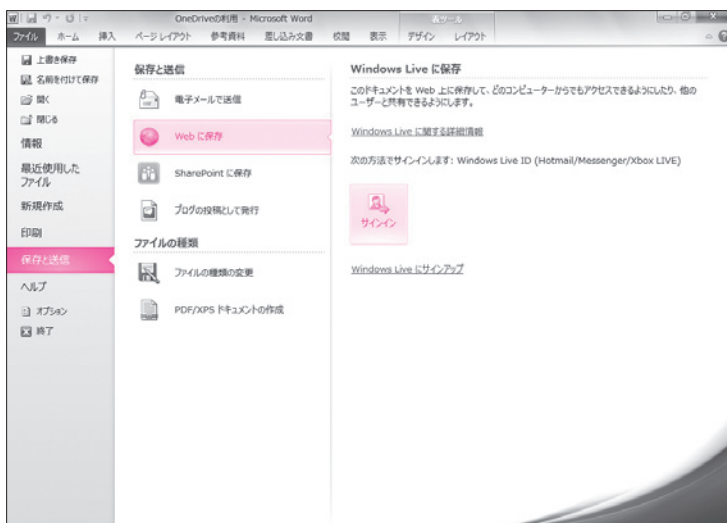 OneDriveの利用 - Microsoft Word
表ツール
ファイル ホーム 挿入 ページ レイアウト 参考資料 差し込み文書 校閲 表示 デザイン レイアウト
上書き保存
名前を付けて保存
開く
閉じる
情報
最近使用した
ファイル
新規作成
印刷
保存と送信
ヘルプ
オプション
終了
保存と送信
電子メールで送信
Web に保存
SharePoint に保存
ブログの投稿として発行
ファイルの種類
ファイルの種類の変更
PDF/XPS ドキュメントの作成
Windows Live に保存
このドキュメントを Web 上に保存して、どのコンピューターからでもアクセスできるようにしたり、他の
ユーザーと共有できるようにします。
Windows Live に関する詳細情報
次の方法でサインインします: Windows Live ID (Hotmail/Messenger/Xbox LIVE)
サインイン
Windows Live にサインアップ